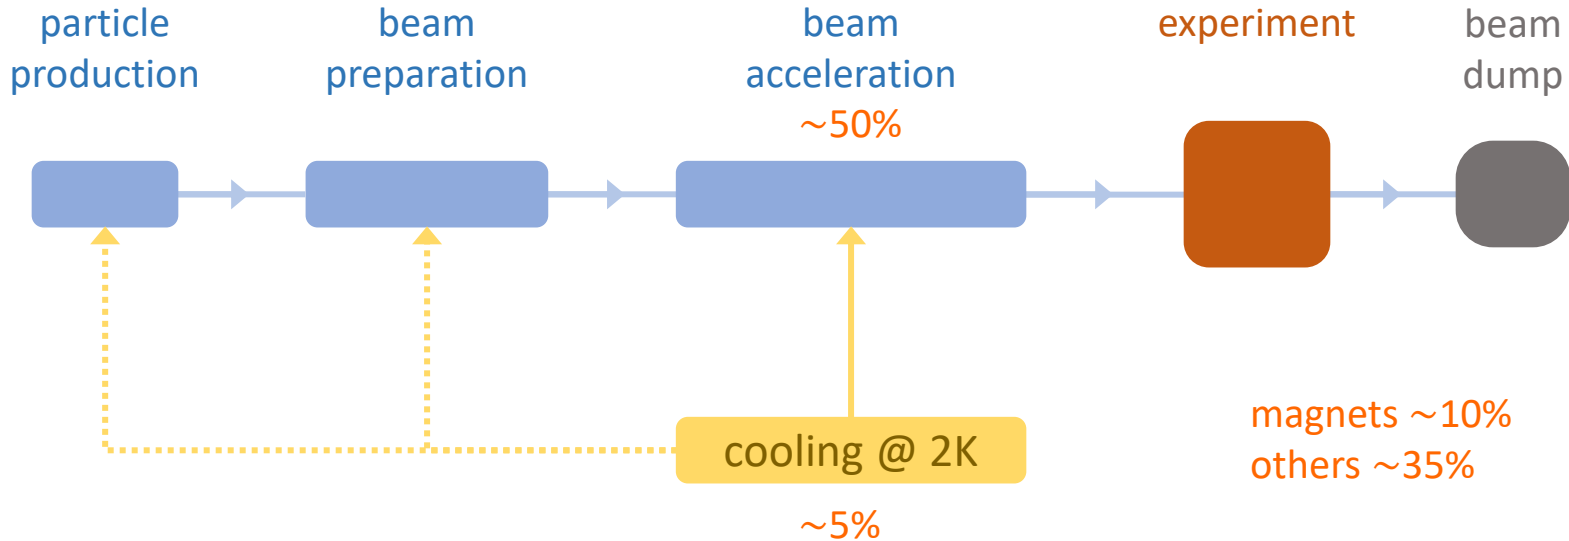 particle
production
beam
preparation
beam
acceleration
~50%
experiment
beam
dump
cooling @ 2K
~5%
magnets ~10%
others ~35%